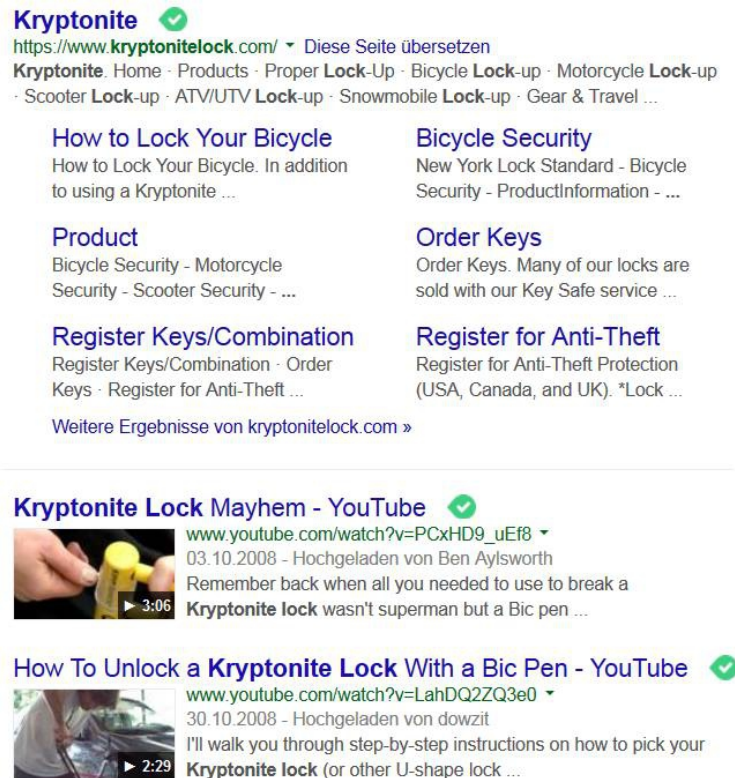 Kryptonite
https://www.kryptonitelock.com/ Diese Seite übersetzen
Kryptonite. Home · Products · Proper Lock-Up · Bicycle Lock-up · Motorcycle Lock-up
· Scooter Lock-up · ATV/UTV Lock-up · Snowmobile Lock-up · Gear & Travel ...
How to Lock Your Bicycle
How to Lock Your Bicycle. In addition
to using a Kryptonite ...
Bicycle Security
New York Lock Standard - Bicycle
Security - ProductInformation - ...
Product
Bicycle Security - Motorcycle
Security - Scooter Security - ...
Order Keys
Order Keys. Many of our locks are
sold with our Key Safe service ...
Register Keys/Combination
Register Keys/Combination · Order
Keys · Register for Anti-Theft ...
Register for Anti-Theft
Register for Anti-Theft Protection
(USA, Canada, and UK). *Lock ...
Weitere Ergebnisse von kryptonitelock.com »
Kryptonite Lock Mayhem - YouTube
www.youtube.com/watch?v=PCxHD9_uEf8
03.10.2008 - Hochgeladen von Ben Aylsworth
Remember back when all you needed to use to break a
Kryptonite lock wasn't superman but a Bic pen ...
3:06
How To Unlock a Kryptonite Lock With a Bic Pen - YouTube
www.youtube.com/watch?v=LahDQ2ZQ3e0
30.10.2008 - Hochgeladen von dowzit
I'll walk you through step-by-step instructions on how to pick your
Kryptonite lock (or other U-shape lock ...
2:29